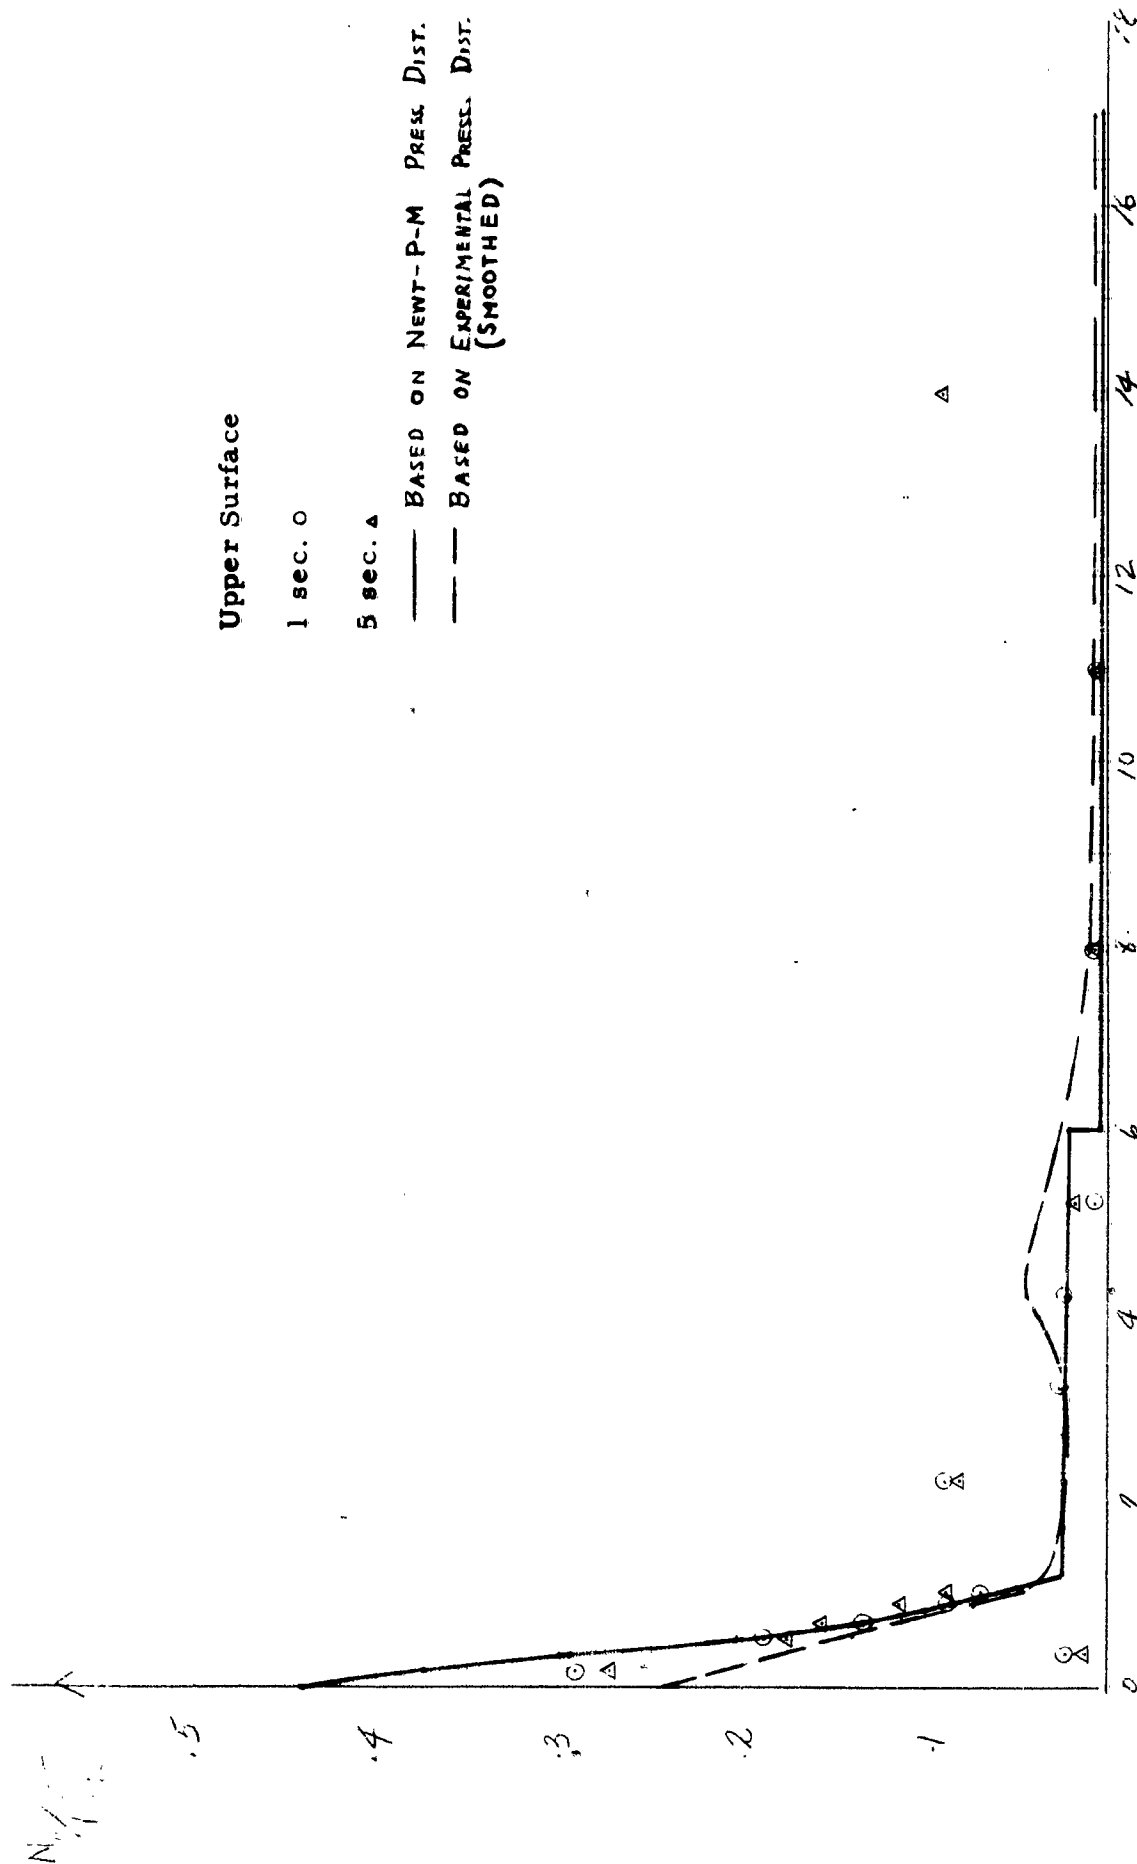 Upper Surface
1 sec.
5 sec.
BASED ON NEWT-P-M PRESS. DIST.
BASED ON EXPERIMENTAL PRESS. DIST.
(SMOOTHED)
.5
.4
.3
.2
.1
0
2
4
6
8
10
12
14
16